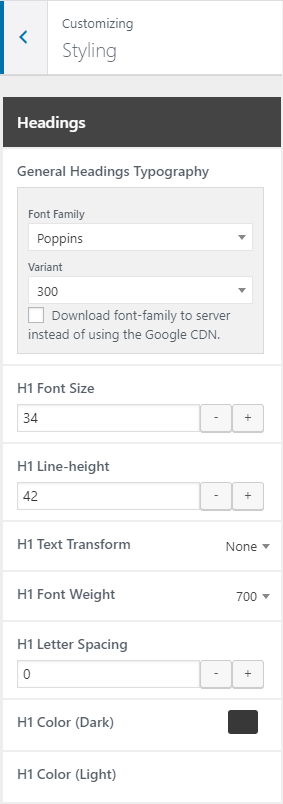 Customizing
Styling
Headings
General Headings Typography
Font Family
Poppins
Variant
300
Download font-family to server
instead of using the Google CDN.
H1 Font Size
34 - +
H1 Line-height
42 - +
H1 Text Transform None
H1 Font Weight 700
H1 Letter Spacing
0 - +
H1 Color (Dark)
H1 Color (Light)